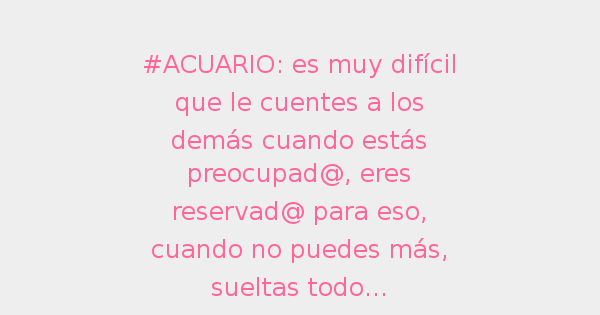 #ACUARIO: es muy difícil
que le cuentes a los
demás cuando estás
preocupad@, eres
reservad@ para eso,
cuando no puedes más,
sueltas todo...